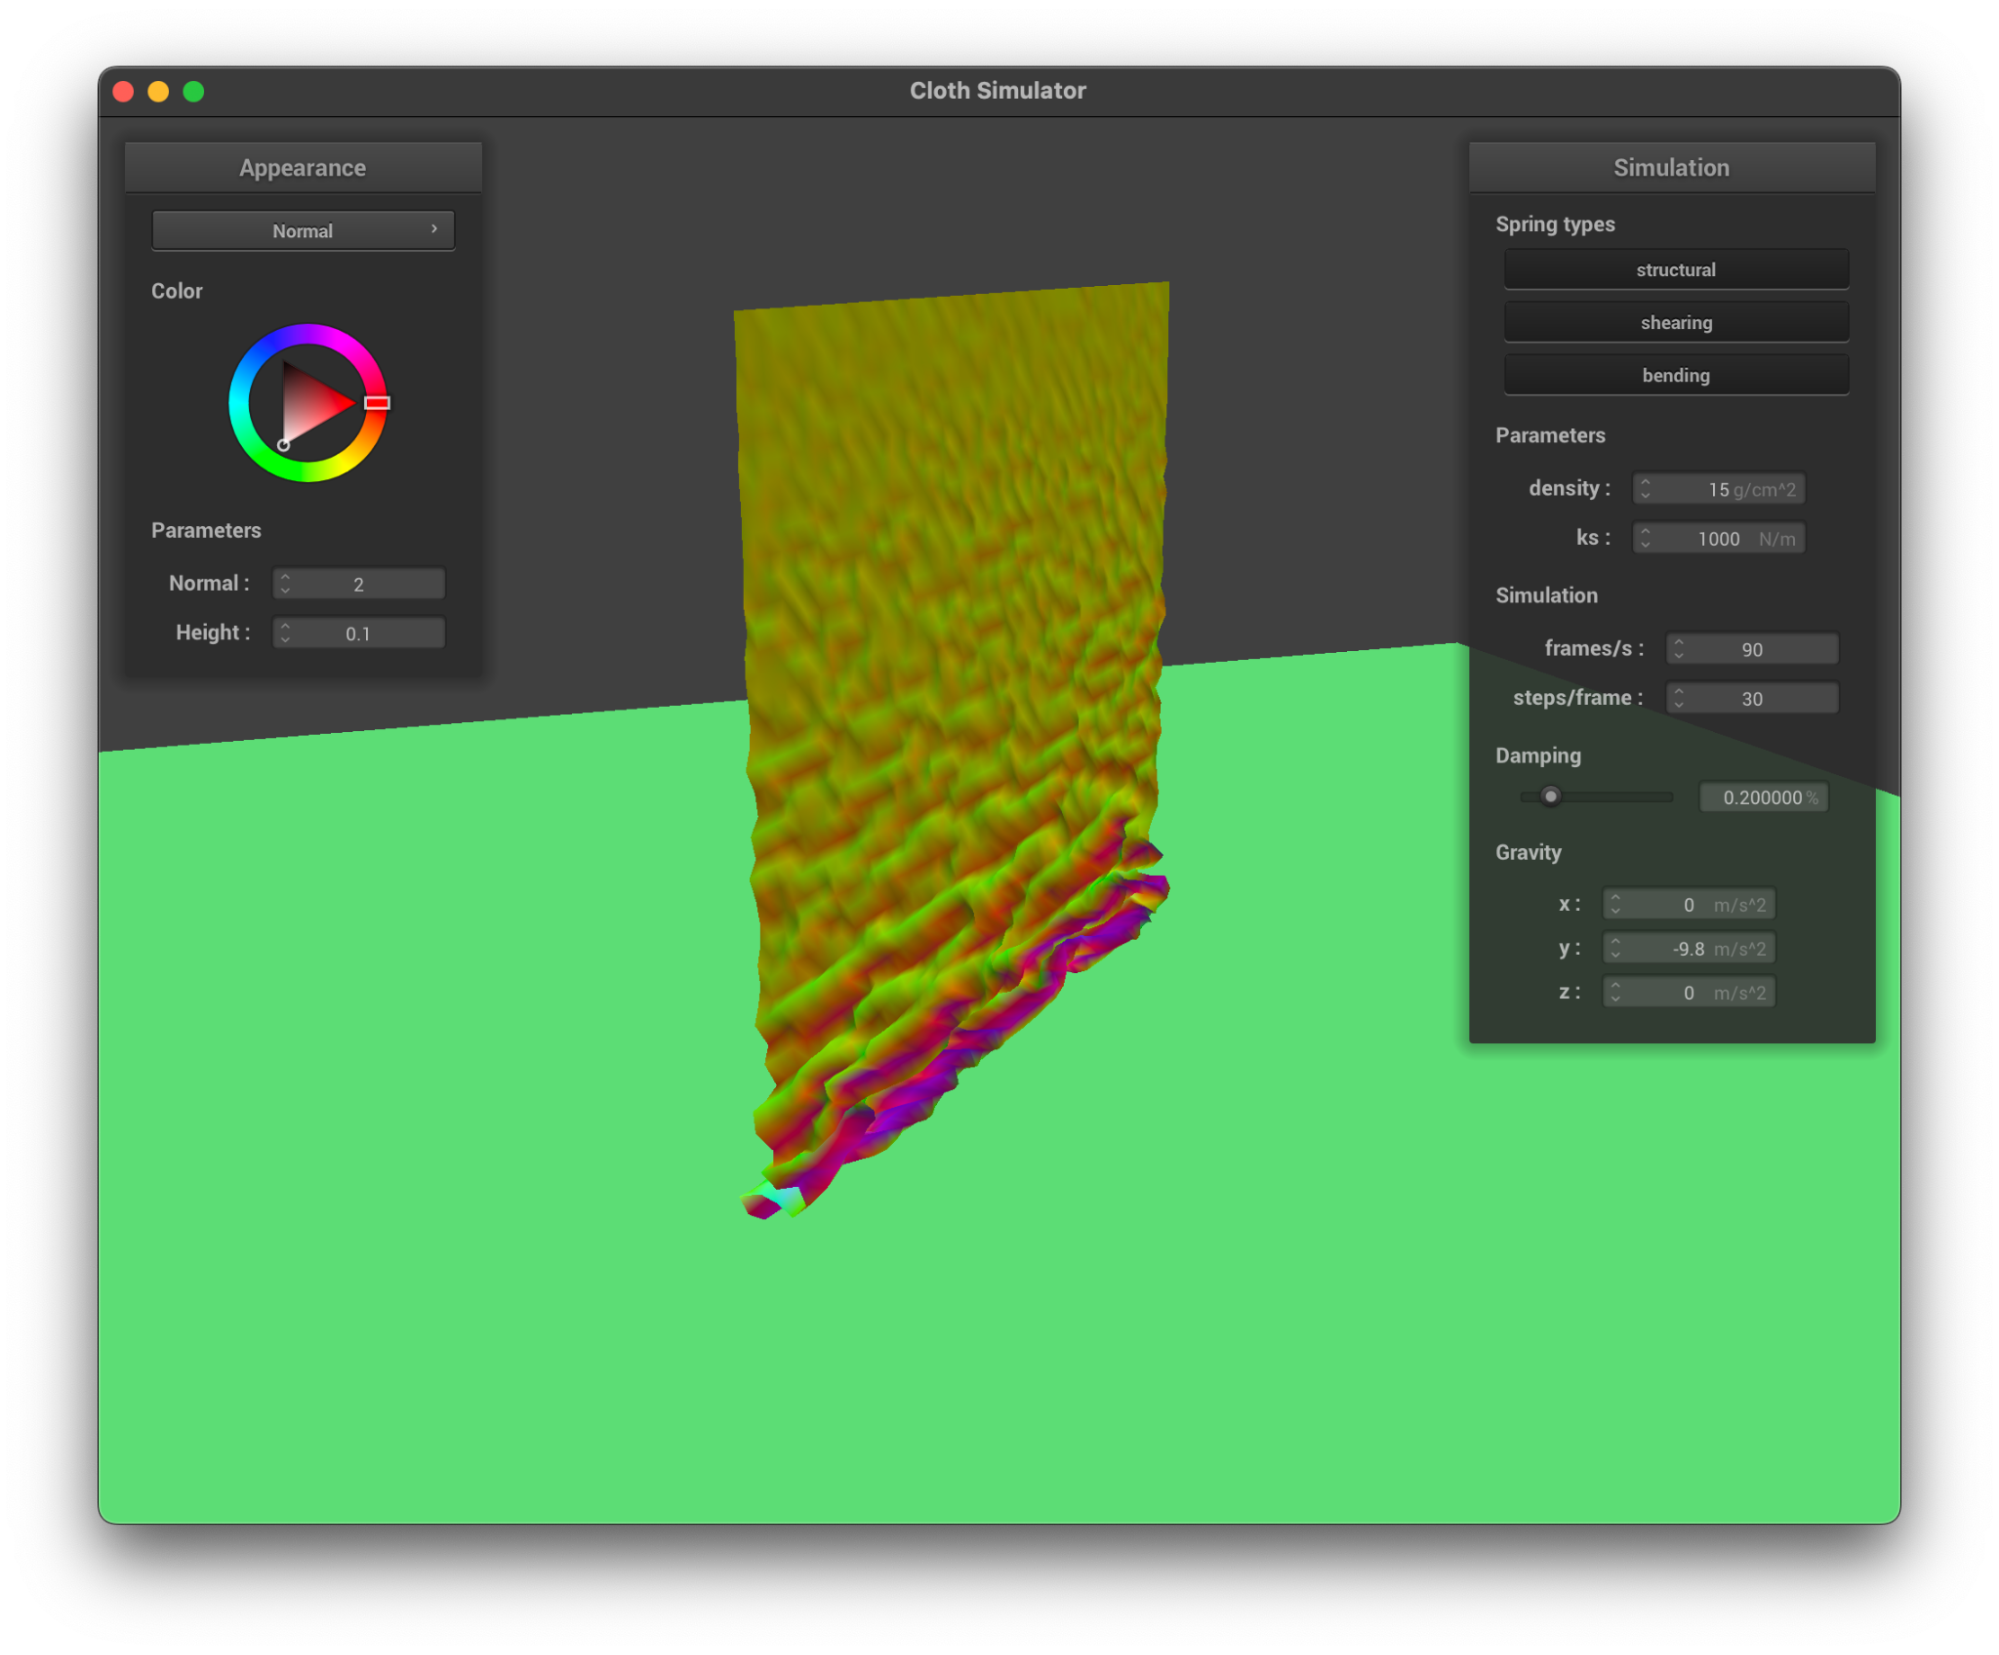 Cloth Simulator
Appearance
Normal
Color
Parameters
Normal : 2
Height : 0.1
Simulation
Spring types
structural
shearing
bending
Parameters
density : 15 g/cm^2
ks : 1000 N/m
Simulation
frames/s : 90
steps/frame : 30
Damping
0.200000 %
Gravity
x : 0 m/s^2
y : -9.8 m/s^2
z : 0 m/s^2